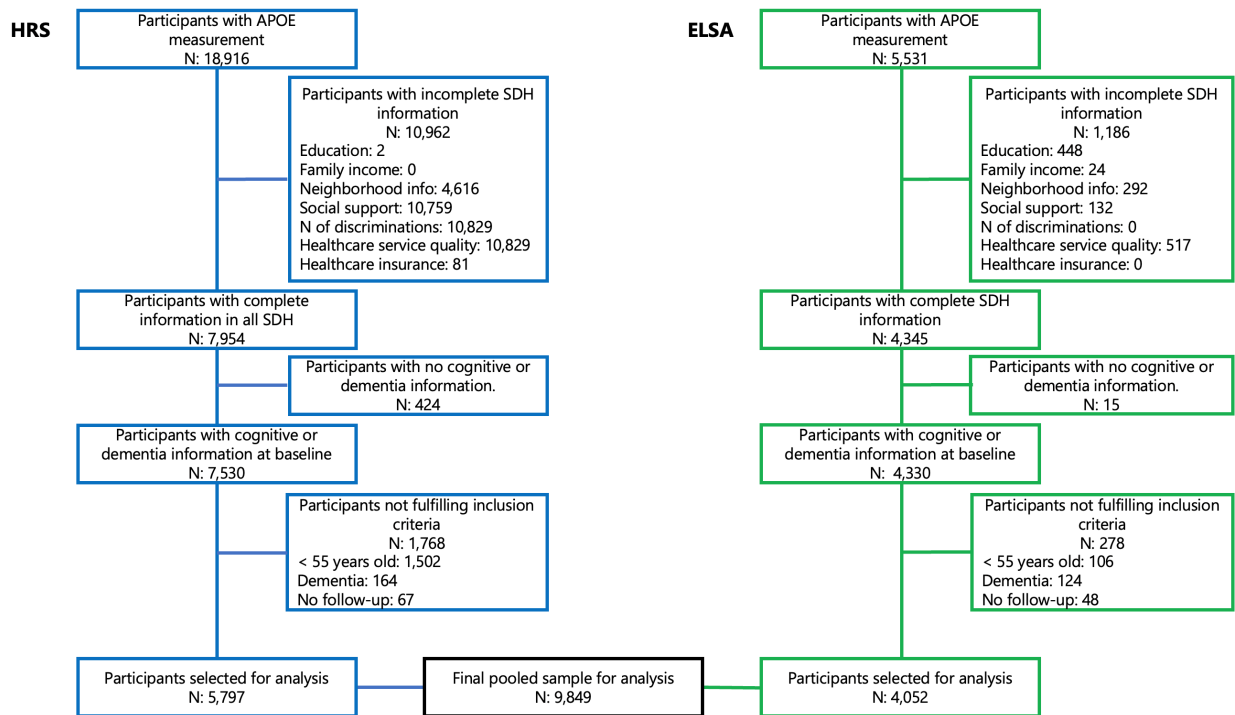 HRS
Participants with APOE
measurement
N: 18,916
Participants with incomplete SDH
information
N: 10,962
Education: 2
Family income: 0
Neighborhood info: 4,616
Social support: 10,759
N of discriminations: 10,829
Healthcare service quality: 10,829
Healthcare insurance: 81
Participants with complete
information in all SDH
N: 7,954
Participants with no cognitive or
dementia information.
N: 424
Participants with cognitive or
dementia information at baseline
N: 7,530
Participants not fulfilling inclusion
criteria
N: 1,768
< 55 years old: 1,502
Dementia: 164
No follow-up: 67
Participants selected for analysis
N: 5,797
Final pooled sample for analysis
N: 9,849
ELSA
Participants with APOE
measurement
N: 5,531
Participants with incomplete SDH
information
N: 1,186
Education: 448
Family income: 24
Neighborhood info: 292
Social support: 132
N of discriminations: 0
Healthcare service quality: 517
Healthcare insurance: 0
Participants with complete SDH
information
N: 4,345
Participants with no cognitive or
dementia information.
N: 15
Participants with cognitive or
dementia information at baseline
N: 4,330
Participants not fulfilling inclusion
criteria
N: 278
< 55 years old: 106
Dementia: 124
No follow-up: 48
Participants selected for analysis
N: 4,052